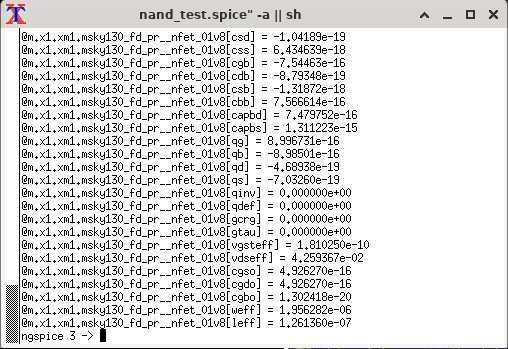 nand_test.spice" -a || sh
@m.x1.xm1.msky130_fd_pr__nfet_01v8[csd] = -1.04189e-19
@m.x1.xm1.msky130_fd_pr__nfet_01v8[css] = 6.434639e-18
@m.x1.xm1.msky130_fd_pr__nfet_01v8[cgb] = -7.54463e-16
@m.x1.xm1.msky130_fd_pr__nfet_01v8[cdb] = -8.79348e-19
@m.x1.xm1.msky130_fd_pr__nfet_01v8[csb] = -1.31872e-18
@m.x1.xm1.msky130_fd_pr__nfet_01v8[cbb] = 7.566614e-16
@m.x1.xm1.msky130_fd_pr__nfet_01v8[capbd] = 7.479752e-16
@m.x1.xm1.msky130_fd_pr__nfet_01v8[capbs] = 1.311223e-15
@m.x1.xm1.msky130_fd_pr__nfet_01v8[qg] = 8.996731e-16
@m.x1.xm1.msky130_fd_pr__nfet_01v8[qb] = -8.98501e-16
@m.x1.xm1.msky130_fd_pr__nfet_01v8[qd] = -4.68938e-19
@m.x1.xm1.msky130_fd_pr__nfet_01v8[qs] = -7.03260e-19
@m.x1.xm1.msky130_fd_pr__nfet_01v8[qinv] = 0.000000e+00
@m.x1.xm1.msky130_fd_pr__nfet_01v8[qdef] = 0.000000e+00
@m.x1.xm1.msky130_fd_pr__nfet_01v8[gcrg] = 0.000000e+00
@m.x1.xm1.msky130_fd_pr__nfet_01v8[gtau] = 0.000000e+00
@m.x1.xm1.msky130_fd_pr__nfet_01v8[vgsteff] = 1.810250e-10
@m.x1.xm1.msky130_fd_pr__nfet_01v8[vdseff] = 4.259367e-02
@m.x1.xm1.msky130_fd_pr__nfet_01v8[cgso] = 4.926270e-16
@m.x1.xm1.msky130_fd_pr__nfet_01v8[cgdo] = 4.926270e-16
@m.x1.xm1.msky130_fd_pr__nfet_01v8[cgbo] = 1.302418e-20
@m.x1.xm1.msky130_fd_pr__nfet_01v8[weff] = 1.956282e-06
@m.x1.xm1.msky130_fd_pr__nfet_01v8[leff] = 1.261360e-07
ngspice 3 ->